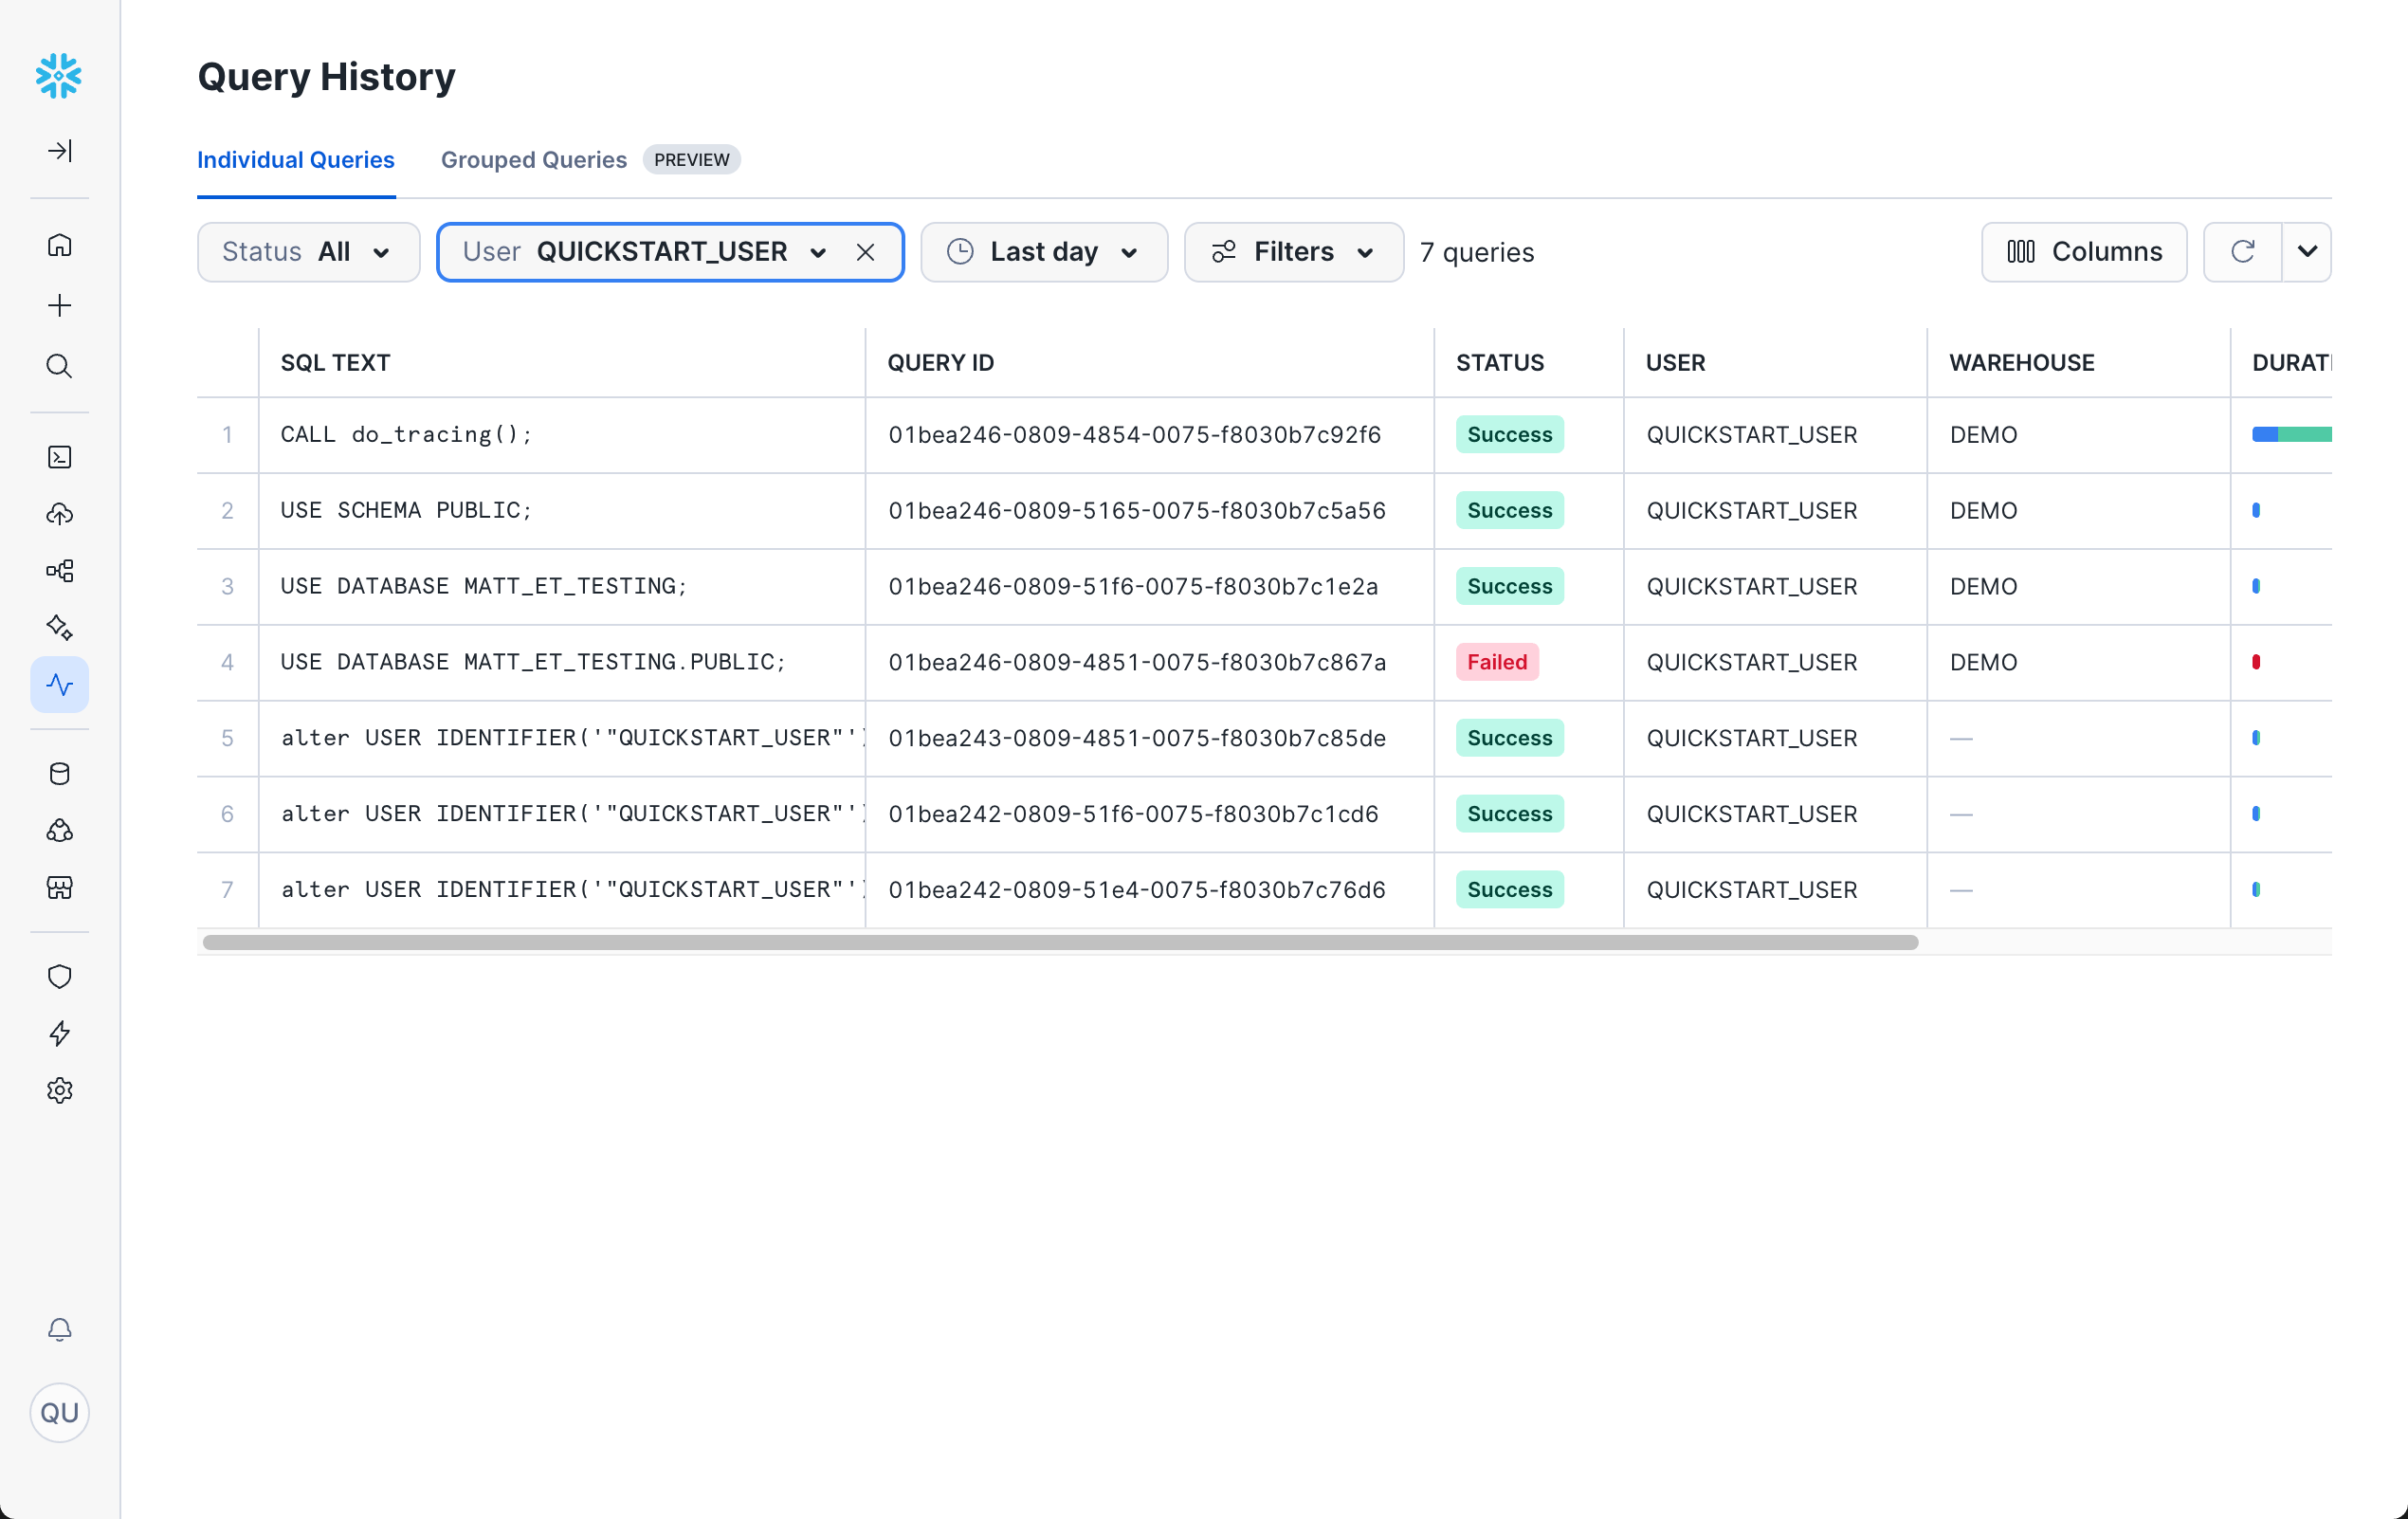 Query History
Individual Queries Grouped Queries PREVIEW
Status All User QUICKSTART_USER Last day Filters 7 queries Columns
SQL TEXT QUERY ID STATUS USER WAREHOUSE DURATI
1 CALL do_tracing(); 01bea246-0809-4854-0075-f8030b7c92f6 Success QUICKSTART_USER DEMO
2 USE SCHEMA PUBLIC; 01bea246-0809-5165-0075-f8030b7c5a56 Success QUICKSTART_USER DEMO
3 USE DATABASE MATT_ET_TESTING; 01bea246-0809-51f6-0075-f8030b7c1e2a Success QUICKSTART_USER DEMO
4 USE DATABASE MATT_ET_TESTING.PUBLIC; 01bea246-0809-4851-0075-f8030b7c867a Failed QUICKSTART_USER DEMO
5 alter USER IDENTIFIER('"QUICKSTART_USER"') 01bea243-0809-4851-0075-f8030b7c85de Success QUICKSTART_USER —
6 alter USER IDENTIFIER('"QUICKSTART_USER"') 01bea242-0809-51f6-0075-f8030b7c1cd6 Success QUICKSTART_USER —
7 alter USER IDENTIFIER('"QUICKSTART_USER"') 01bea242-0809-51e4-0075-f8030b7c76d6 Success QUICKSTART_USER —
QU